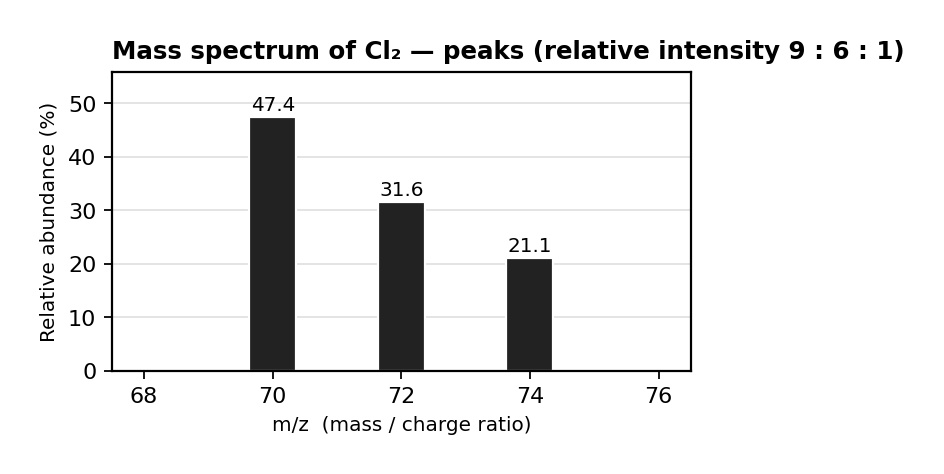 Mass spectrum of Cl₂ — peaks (relative intensity 9 : 6 : 1)
Relative abundance (%)
50
40
30
20
10
0
47.4
31.6
21.1
68 70 72 74 76
m/z (mass / charge ratio)